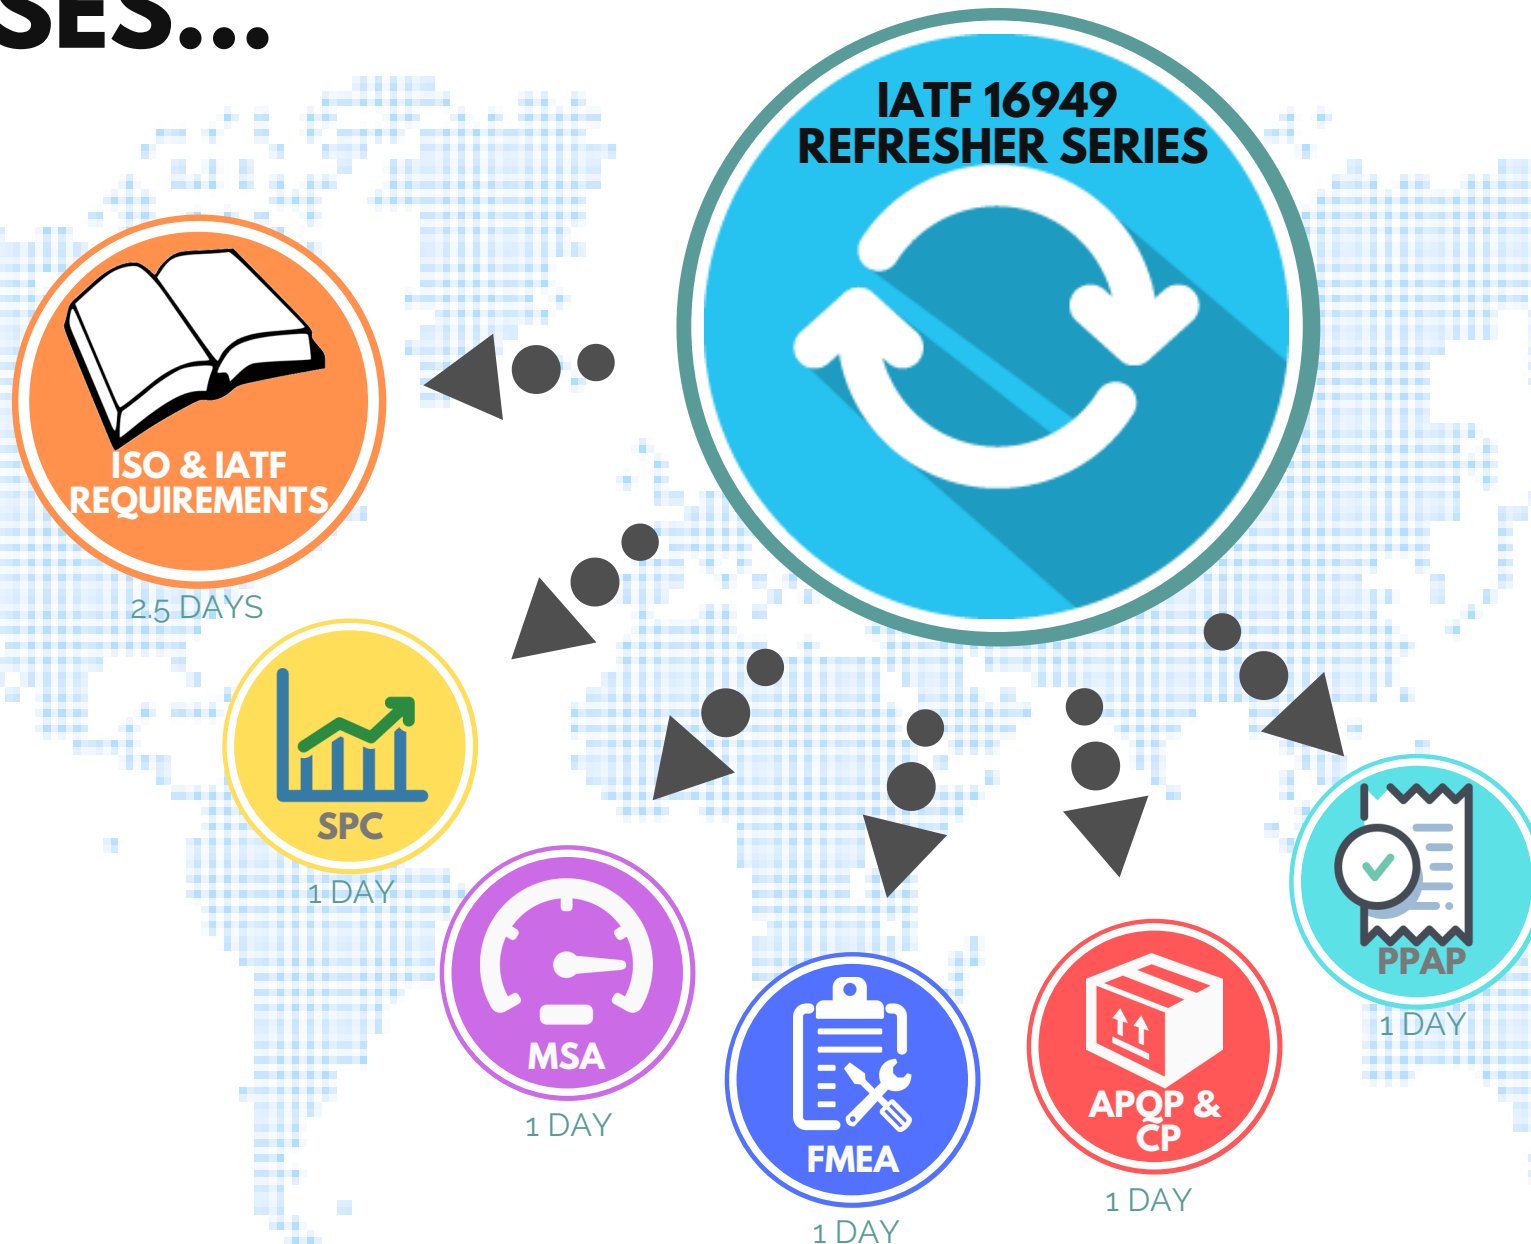 SES...
IATF 16949
REFRESHER SERIES
ISO & IATF
REQUIREMENTS
2.5 DAYS
SPC
1 DAY
MSA
1 DAY
FMEA
1 DAY
APQP &
CP
1 DAY
PPAP
1 DAY